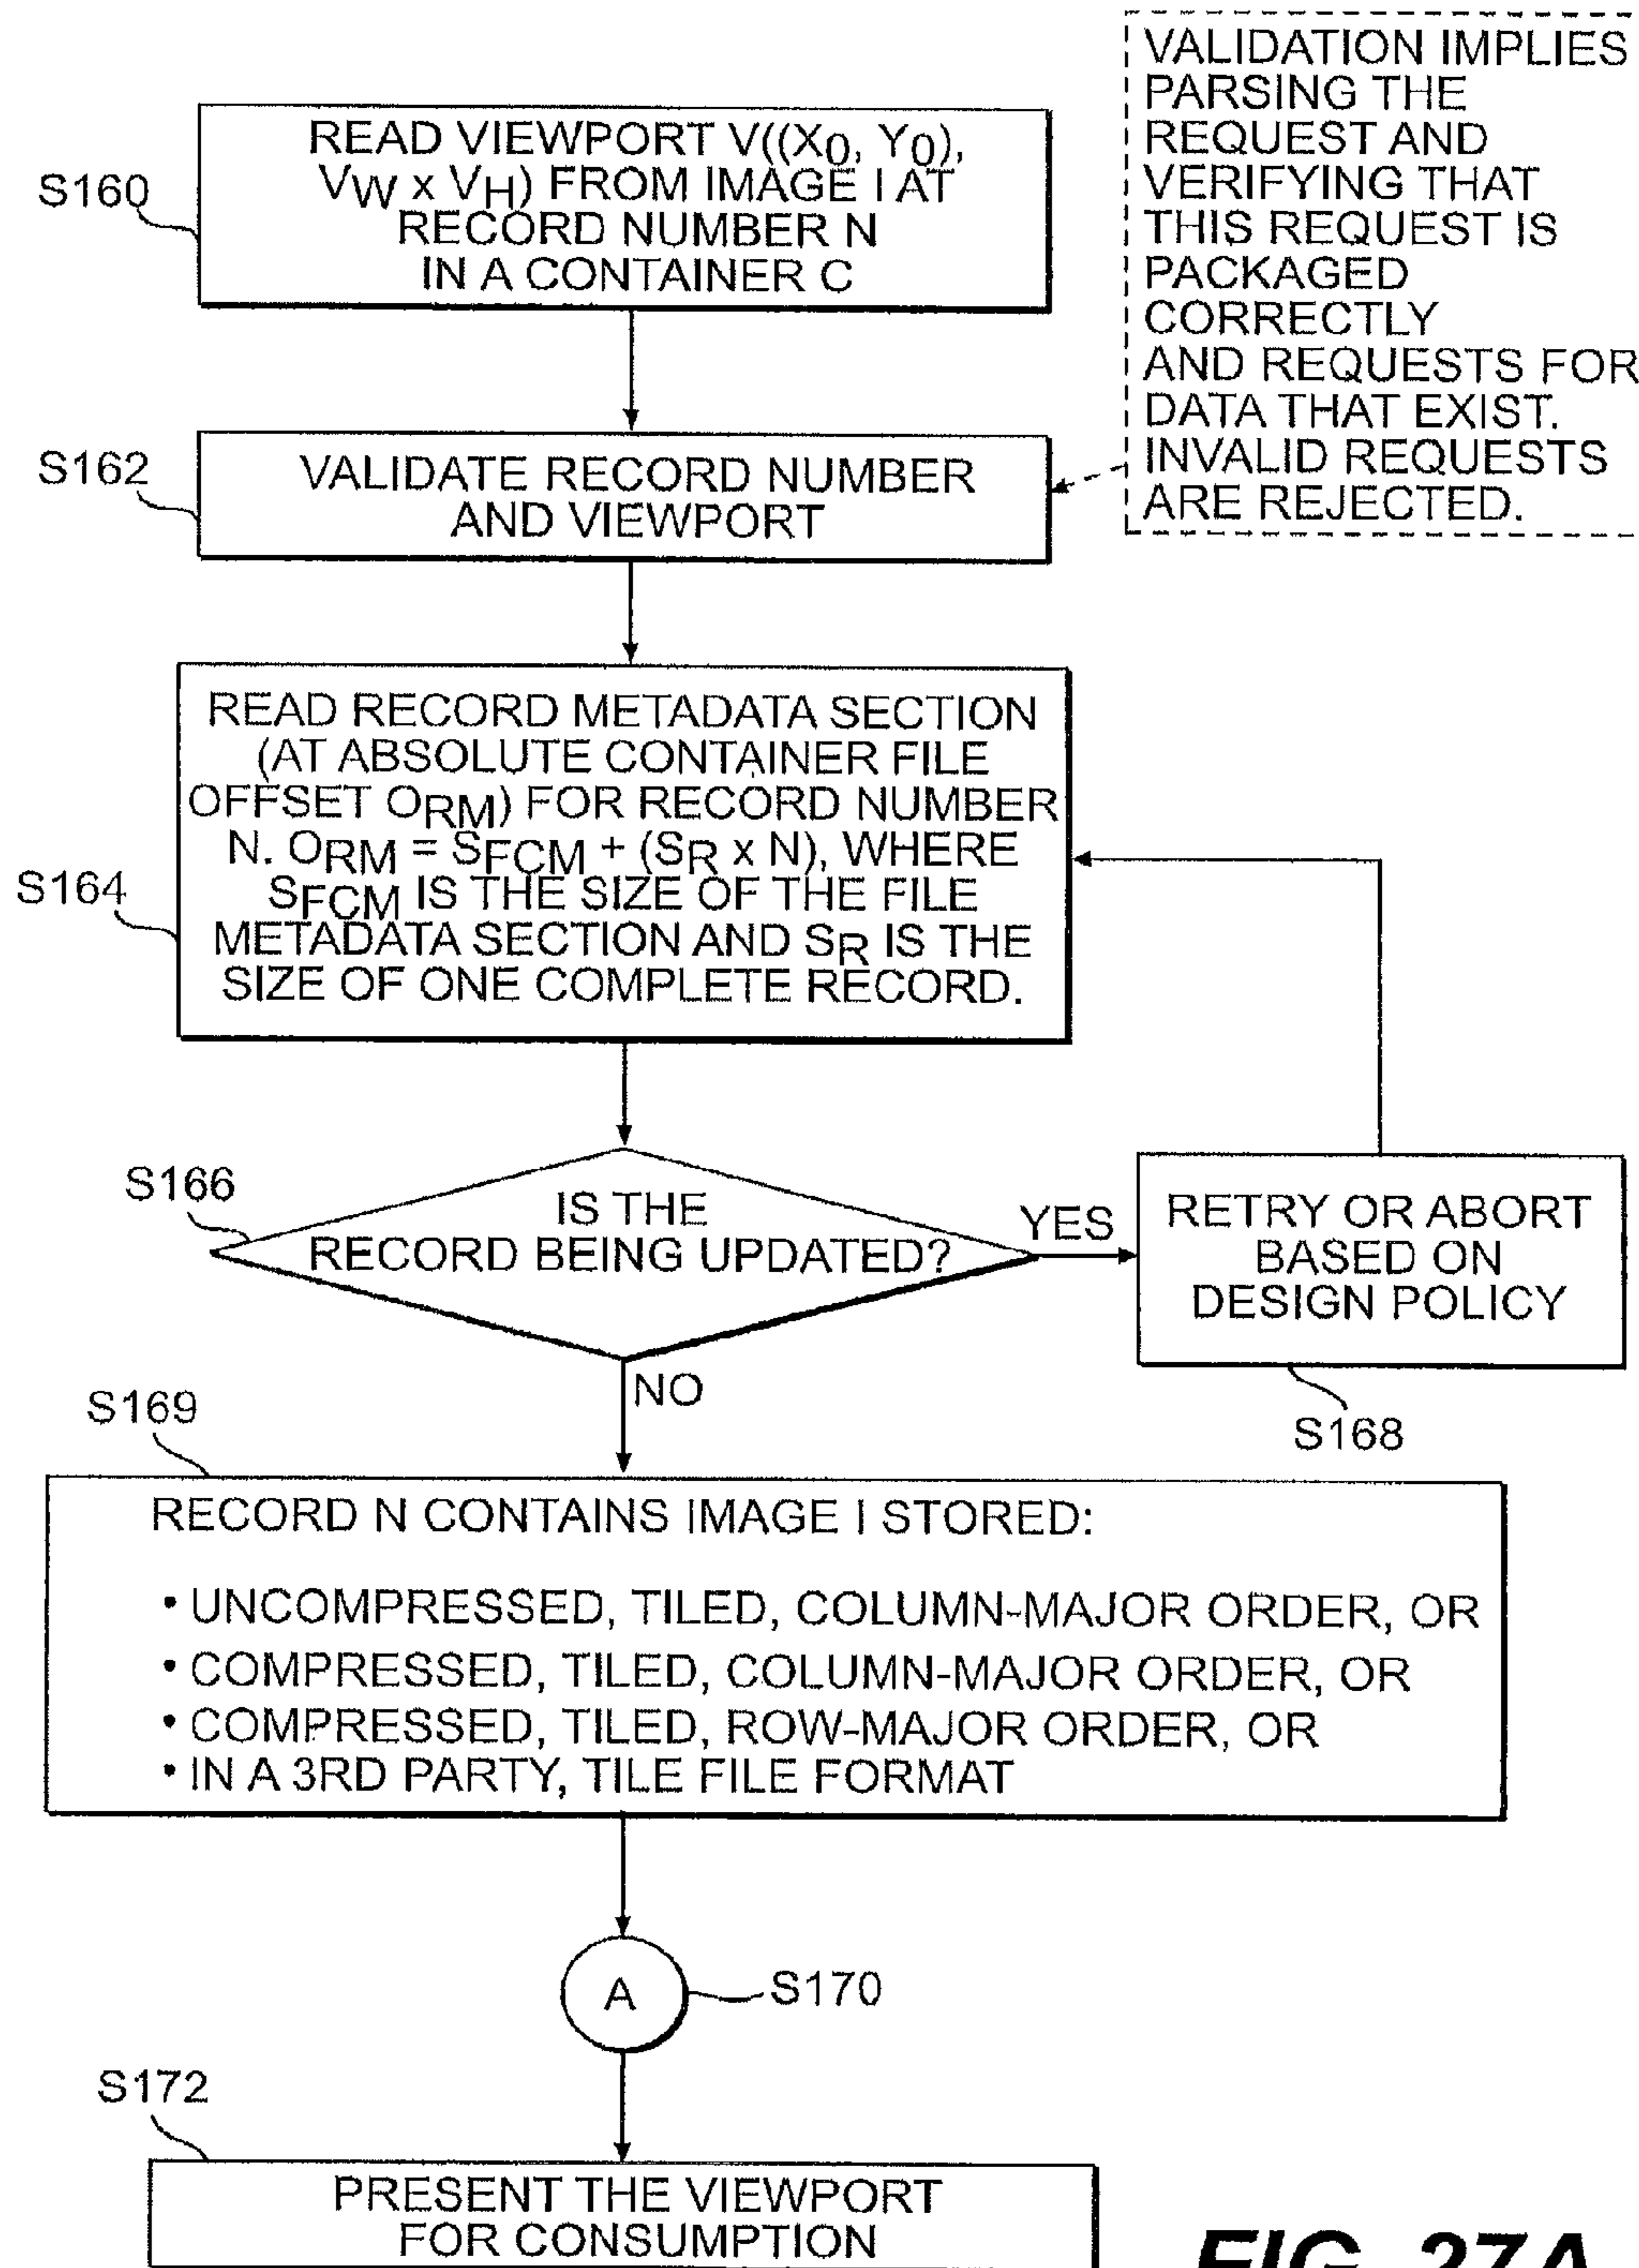 VALIDATION IMPLIES
PARSING THE
REQUEST AND
VERIFYING THAT
THIS REQUEST IS
PACKAGED
CORRECTLY
AND REQUESTS FOR
DATA THAT EXIST.
INVALID REQUESTS
ARE REJECTED.
S160
READ VIEWPORT V((X0, Y0),
VW x VH) FROM IMAGE I AT
RECORD NUMBER N
IN A CONTAINER C
S162
VALIDATE RECORD NUMBER
AND VIEWPORT
S164
READ RECORD METADATA SECTION
(AT ABSOLUTE CONTAINER FILE
OFFSET ORM) FOR RECORD NUMBER
N. ORM = SFCM + (SR x N), WHERE
SFCM IS THE SIZE OF THE FILE
METADATA SECTION AND SR IS THE
SIZE OF ONE COMPLETE RECORD.
S166
IS THE
RECORD BEING UPDATED?
YES
RETRY OR ABORT
BASED ON
DESIGN POLICY
S168
NO
S169
RECORD N CONTAINS IMAGE I STORED:
• UNCOMPRESSED, TILED, COLUMN-MAJOR ORDER, OR
• COMPRESSED, TILED, COLUMN-MAJOR ORDER, OR
• COMPRESSED, TILED, ROW-MAJOR ORDER, OR
• IN A 3RD PARTY, TILE FILE FORMAT
A
S170
S172
PRESENT THE VIEWPORT
FOR CONSUMPTION
FIG. 27A